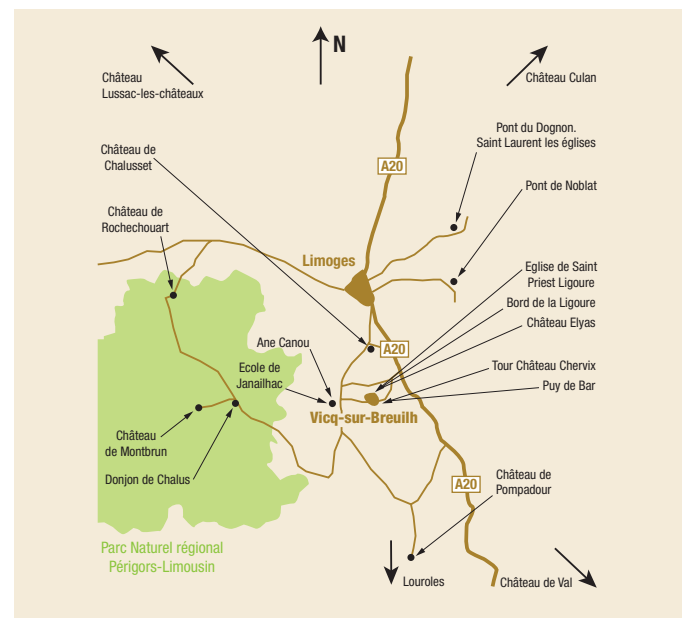 N
Château
Lussac-les-châteaux
Château Culan
Pont du Dognon.
Saint Laurent les églises
Château de
Chalusset
A20
Pont de Noblat
Château de
Rochechouart
Limoges
Eglise de Saint
Priest Ligoure
Bord de la Ligoure
Château Elyas
Ane Canou
A20
Ecole de
Janailhac
Tour Château Chervix
Puy de Bar
Vicq-sur-Breuilh
Château
de Montbrun
Donjon de Chalus
Château de
Pompadour
A20
Parc Naturel régional
Périgors-Limousin
Louroles
Château de Val